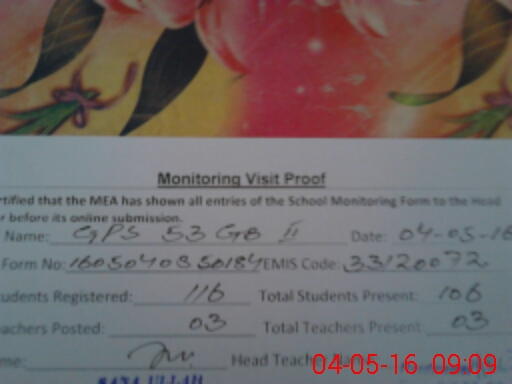 Monitoring Visit Proof
rtified that the MEA has shown all entries of the School Monitoring Form to the Head
r before its online submission.
Name: GPS 53 GB II Date: 04-05-16
Form No: EMIS Code: 33120072
udents Registered: 116 Total Students Present: 106
achers Posted: 03 Total Teachers Present 03
me: Head Teache
04-05-16 09:09